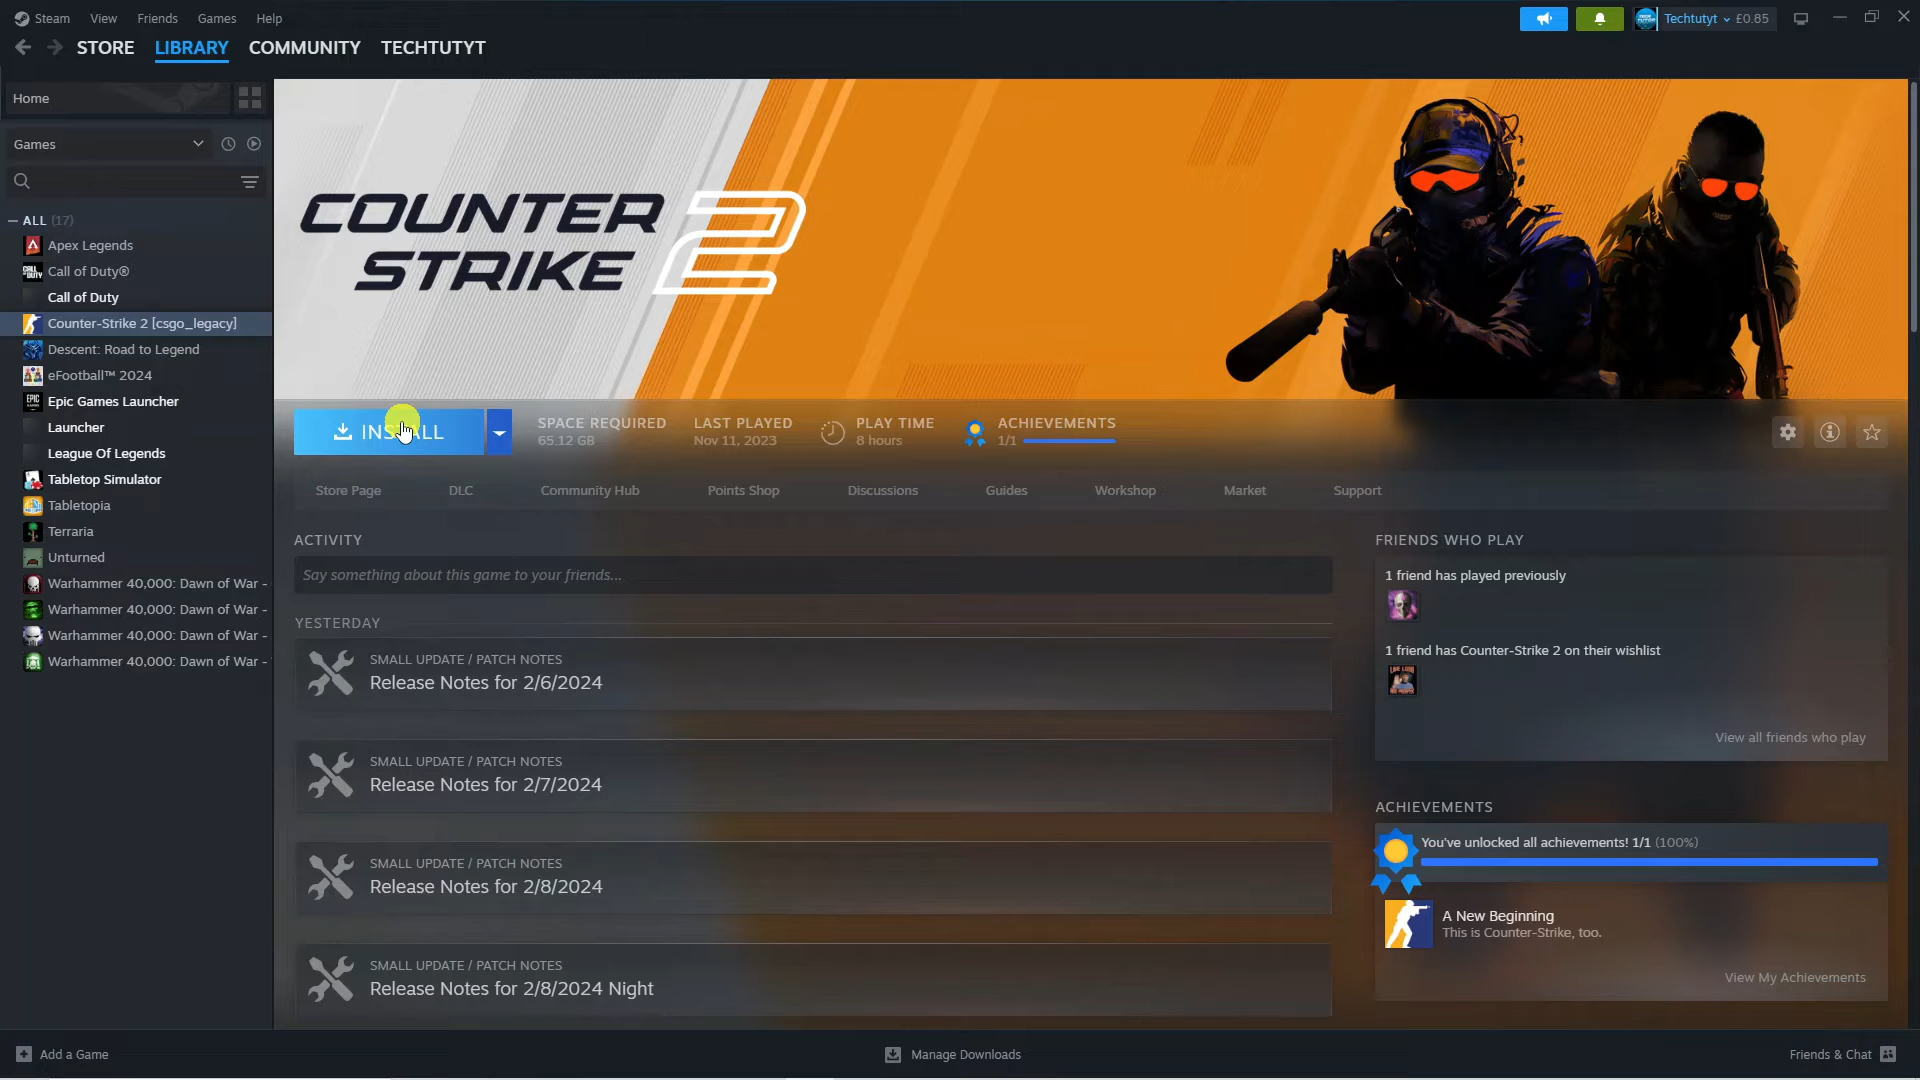 Steam View Friends Games Help
Techtutyt £0.85
STORE LIBRARY COMMUNITY TECHTUTYT
Home
Games
ALL (17)
Apex Legends
Call of Duty®
Call of Duty
Counter-Strike 2 [csgo_legacy]
Descent: Road to Legend
eFootball™ 2024
Epic Games Launcher
Launcher
League Of Legends
Tabletop Simulator
Tabletopia
Terraria
Unturned
Warhammer 40,000: Dawn of War -
Warhammer 40,000: Dawn of War -
Warhammer 40,000: Dawn of War -
Warhammer 40,000: Dawn of War -
COUNTER
STRIKE 2
INSTALL
SPACE REQUIRED
65.12 GB
LAST PLAYED
Nov 11, 2023
PLAY TIME
8 hours
ACHIEVEMENTS
1/1
Store Page DLC Community Hub Points Shop Discussions Guides Workshop Market Support
ACTIVITY
Say something about this game to your friends...
YESTERDAY
SMALL UPDATE / PATCH NOTES
Release Notes for 2/6/2024
SMALL UPDATE / PATCH NOTES
Release Notes for 2/7/2024
SMALL UPDATE / PATCH NOTES
Release Notes for 2/8/2024
SMALL UPDATE / PATCH NOTES
Release Notes for 2/8/2024 Night
FRIENDS WHO PLAY
1 friend has played previously
1 friend has Counter-Strike 2 on their wishlist
View all friends who play
ACHIEVEMENTS
You've unlocked all achievements! 1/1 (100%)
A New Beginning
This is Counter-Strike, too.
View My Achievements
Add a Game
Manage Downloads
Friends & Chat